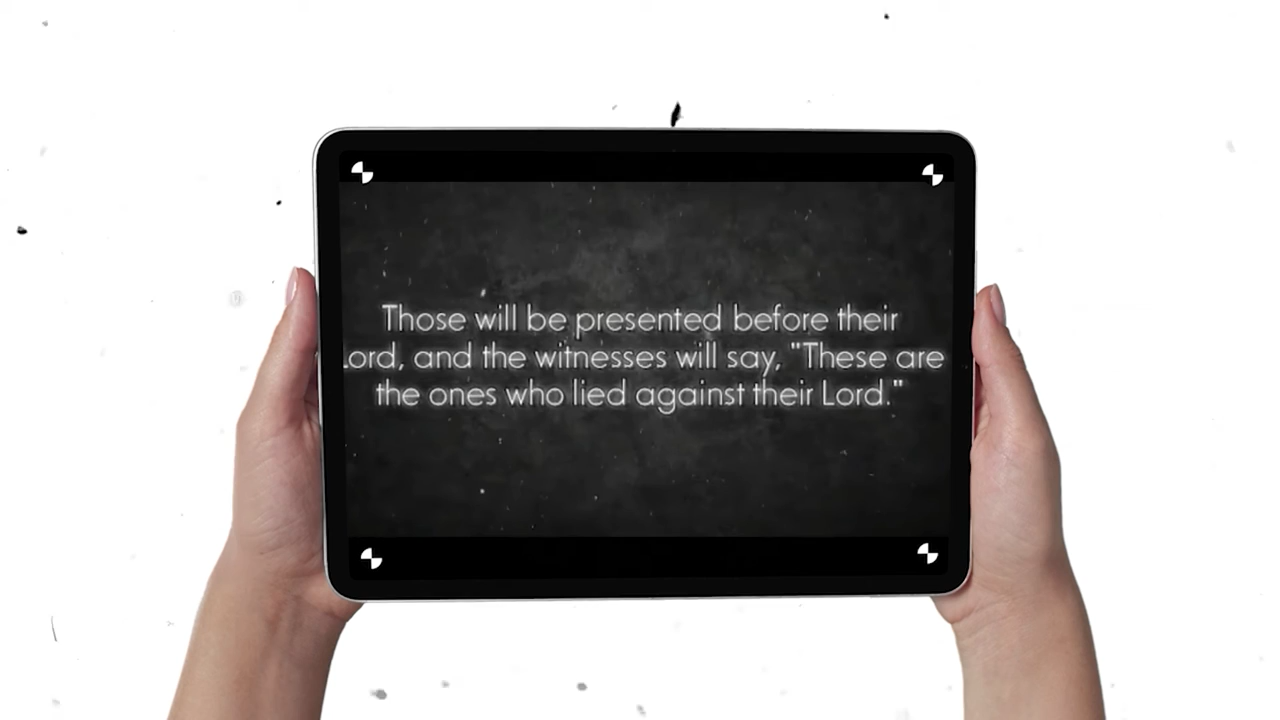 Those will be presented before their
Lord, and the witnesses will say, "These are
the ones who lied against their Lord."